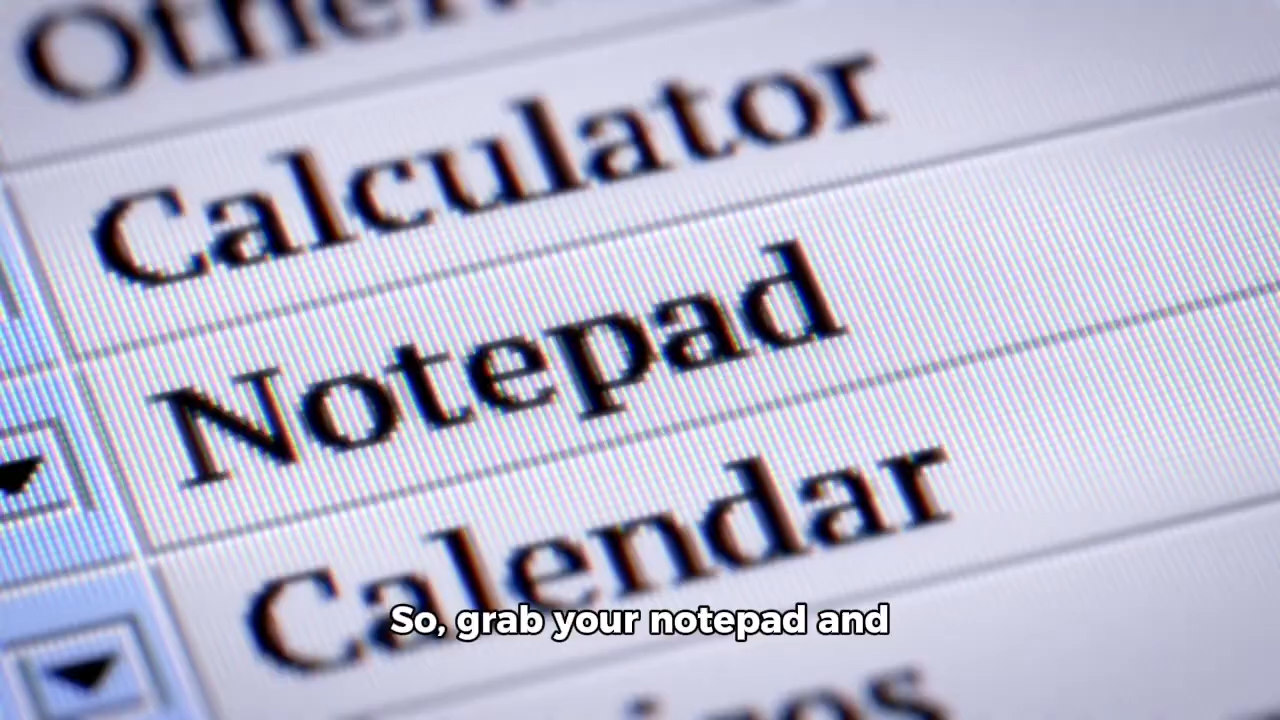 Calculator
Notepad
Calendar
So, grab your notepad and